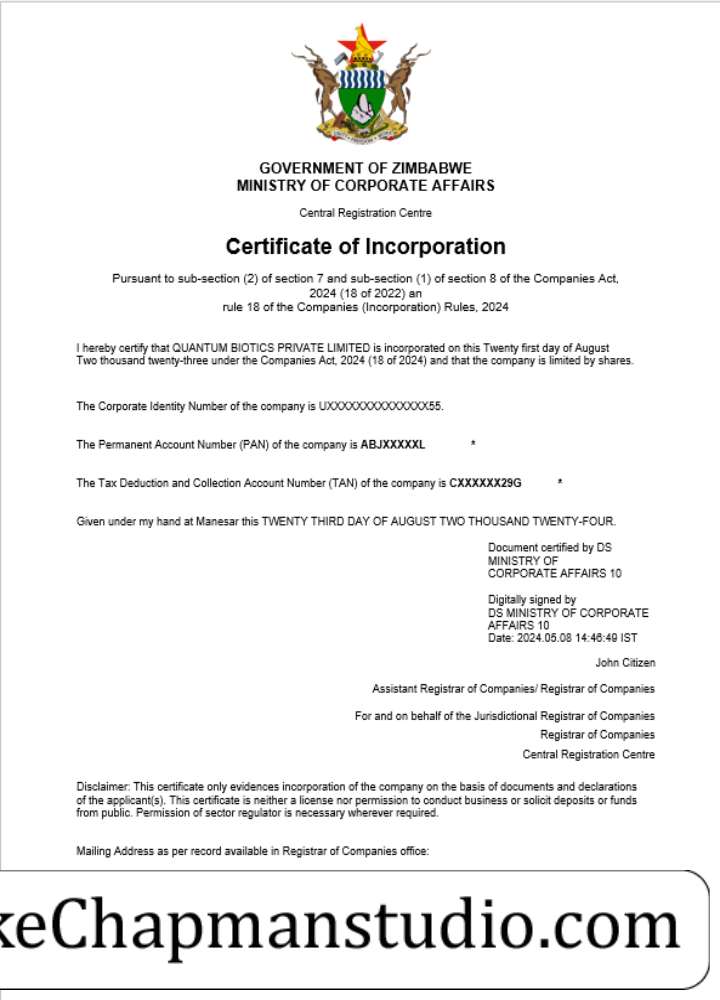 GOVERNMENT OF ZIMBABWE
MINISTRY OF CORPORATE AFFAIRS
Central Registration Centre
Certificate of Incorporation
Pursuant to sub-section (2) of section 7 and sub-section (1) of section 8 of the Companies Act,
2024 (18 of 2022) an
rule 18 of the Companies (Incorporation) Rules, 2024
I hereby certify that QUANTUM BIOTICS PRIVATE LIMITED is incorporated on this Twenty first day of August
Two thousand twenty-three under the Companies Act, 2024 (18 of 2024) and that the company is limited by shares.
The Corporate Identity Number of the company is UXXXXXXXXXXXXXX55.
The Permanent Account Number (PAN) of the company is ABJXXXXXL *
The Tax Deduction and Collection Account Number (TAN) of the company is CXXXXXX29G *
Given under my hand at Manesar this TWENTY THIRD DAY OF AUGUST TWO THOUSAND TWENTY-FOUR.
Document certified by DS
MINISTRY OF
CORPORATE AFFAIRS 10
Digitally signed by
DS MINISTRY OF CORPORATE
AFFAIRS 10
Date: 2024.05.08 14:46:49 IST
John Citizen
Assistant Registrar of Companies/ Registrar of Companies
For and on behalf of the Jurisdictional Registrar of Companies
Registrar of Companies
Central Registration Centre
Disclaimer: This certificate only evidences incorporation of the company on the basis of documents and declarations
of the applicant(s). This certificate is neither a license nor permission to conduct business or solicit deposits or funds
from public. Permission of sector regulator is necessary wherever required.
Mailing Address as per record available in Registrar of Companies office:
keChapmanstudio.com